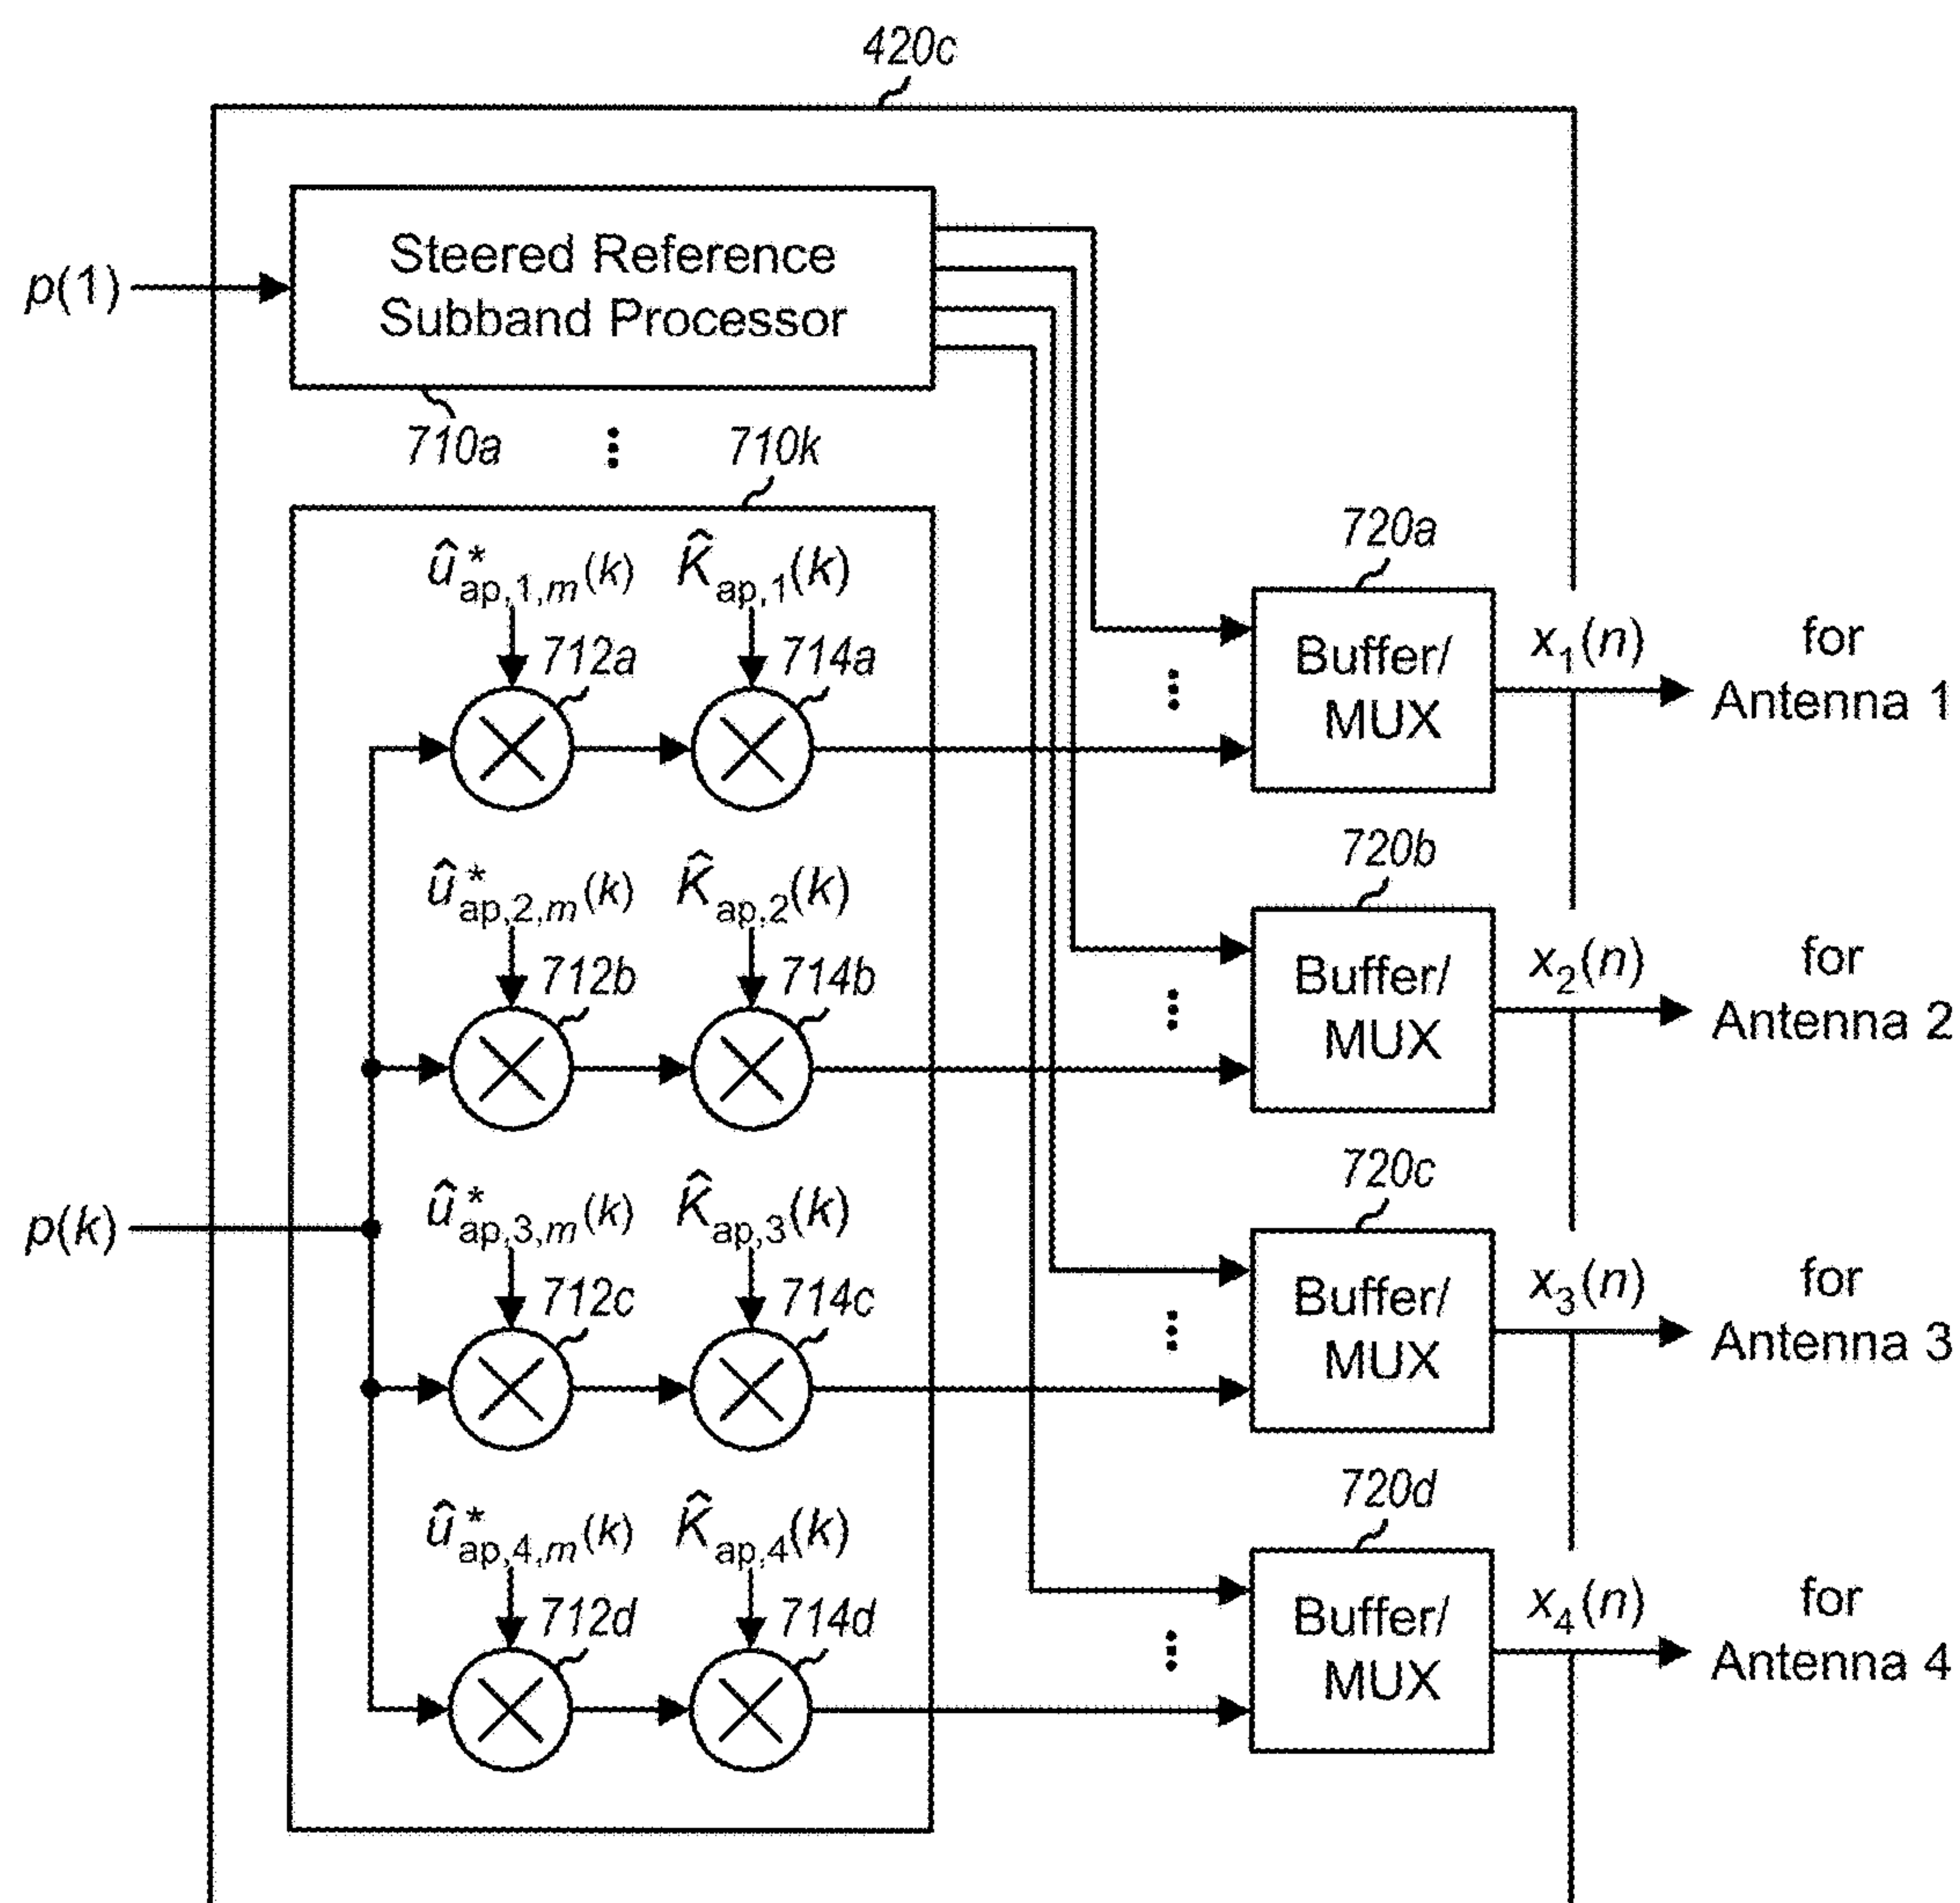 420c
p(1)
Steered Reference
Subband Processor
710a
⋮
710k
û*ap,1,m(k) K̂ap,1(k)
712a 714a
720a
Buffer/
MUX
x1(n)
for
Antenna 1
û*ap,2,m(k) K̂ap,2(k)
712b 714b
720b
Buffer/
MUX
x2(n)
for
Antenna 2
p(k)
û*ap,3,m(k) K̂ap,3(k)
712c 714c
720c
Buffer/
MUX
x3(n)
for
Antenna 3
û*ap,4,m(k) K̂ap,4(k)
712d 714d
720d
Buffer/
MUX
x4(n)
for
Antenna 4